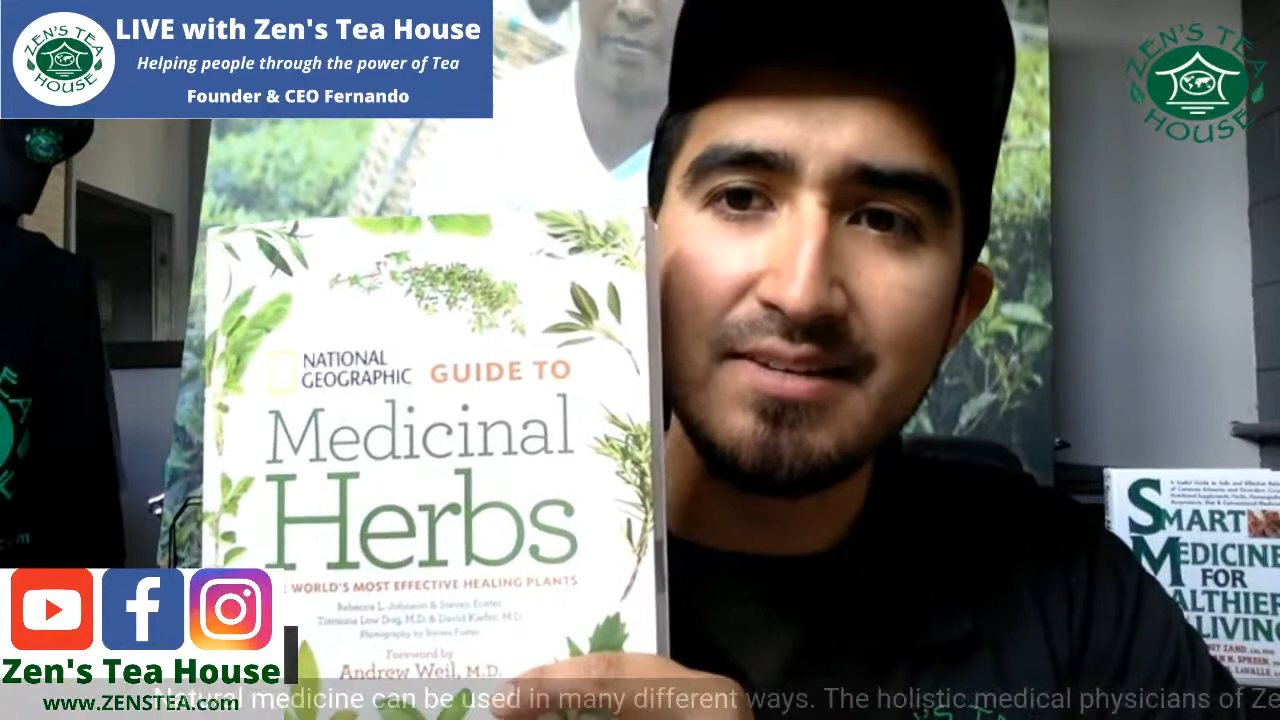 LIVE with Zen's Tea House
Helping people through the power of Tea
Founder & CEO Fernando
ZEN'S TEA
HOUSE
ZEN'S TEA
HOUSE
NATIONAL
GEOGRAPHIC
GUIDE TO
Medicinal
Herbs
WORLD'S MOST EFFECTIVE HEALING PLANTS
Rebecca L. Johnson & Steven Foster
Tieraona Low Dog, M.D. & David Kiefer, M.D.
Photography by Steven Foster
Foreword by
Andrew Weil, M.D.
SMART
MEDICINE
FOR
LIVING
Zen's Tea House
www.ZENSTEA.com
Natural medicine can be used in many different ways. The holistic medical physicians of Ze